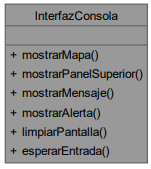 InterfazConsola
+ mostrarMapa()
+ mostrarPanelSuperior()
+ mostrarMensaje()
+ mostrarAlerta()
+ limpiarPantalla()
+ esperarEntrada()